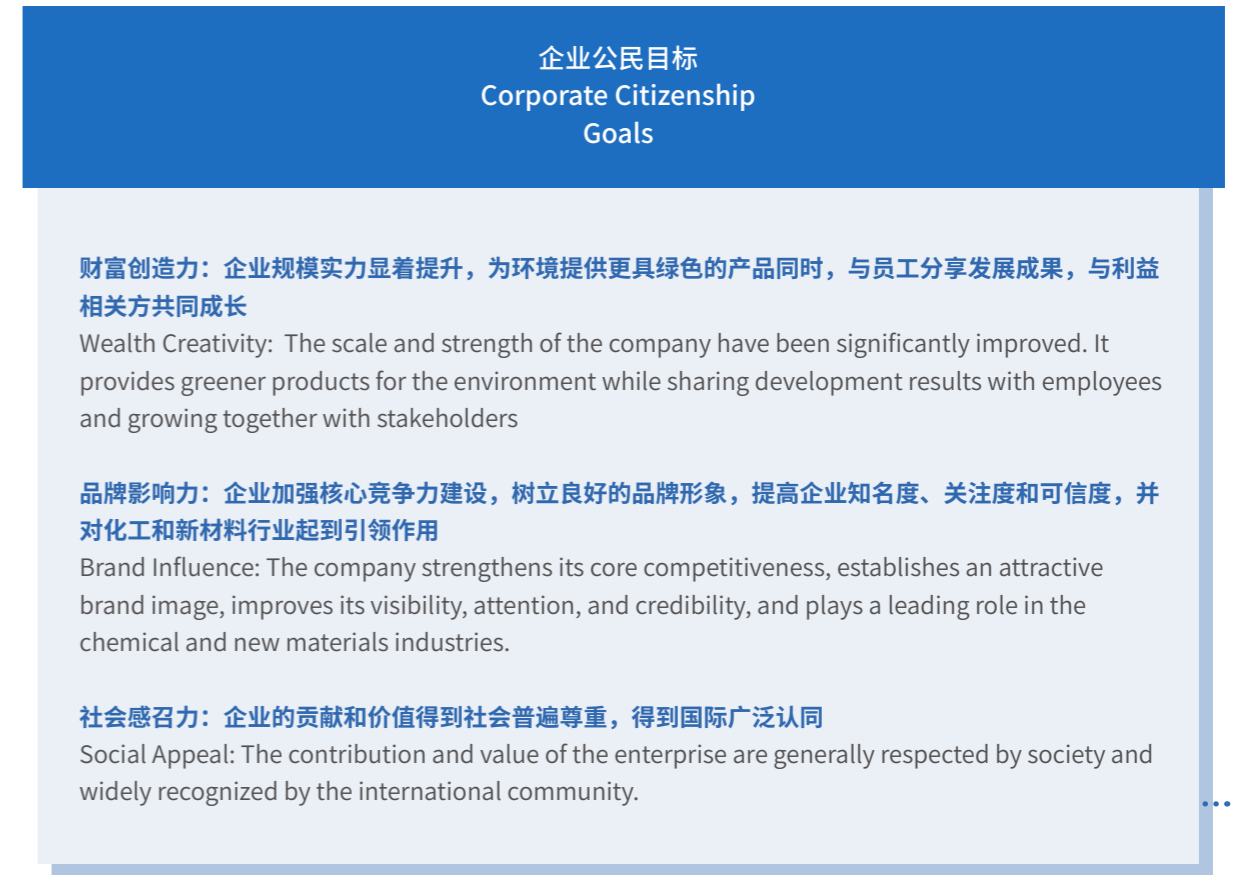 企业公民目标
Corporate Citizenship
Goals
财富创造力：企业规模实力显着提升，为环境提供更具绿色的产品同时，与员工分享发展成果，与利益
相关方共同成长
Wealth Creativity:  The scale and strength of the company have been significantly improved. It
provides greener products for the environment while sharing development results with employees
and growing together with stakeholders
品牌影响力：企业加强核心竞争力建设，树立良好的品牌形象，提高企业知名度、关注度和可信度，并
对化工和新材料行业起到引领作用
Brand Influence: The company strengthens its core competitiveness, establishes an attractive
brand image, improves its visibility, attention, and credibility, and plays a leading role in the
chemical and new materials industries.
社会感召力：企业的贡献和价值得到社会普遍尊重，得到国际广泛认同
Social Appeal: The contribution and value of the enterprise are generally respected by society and
widely recognized by the international community.